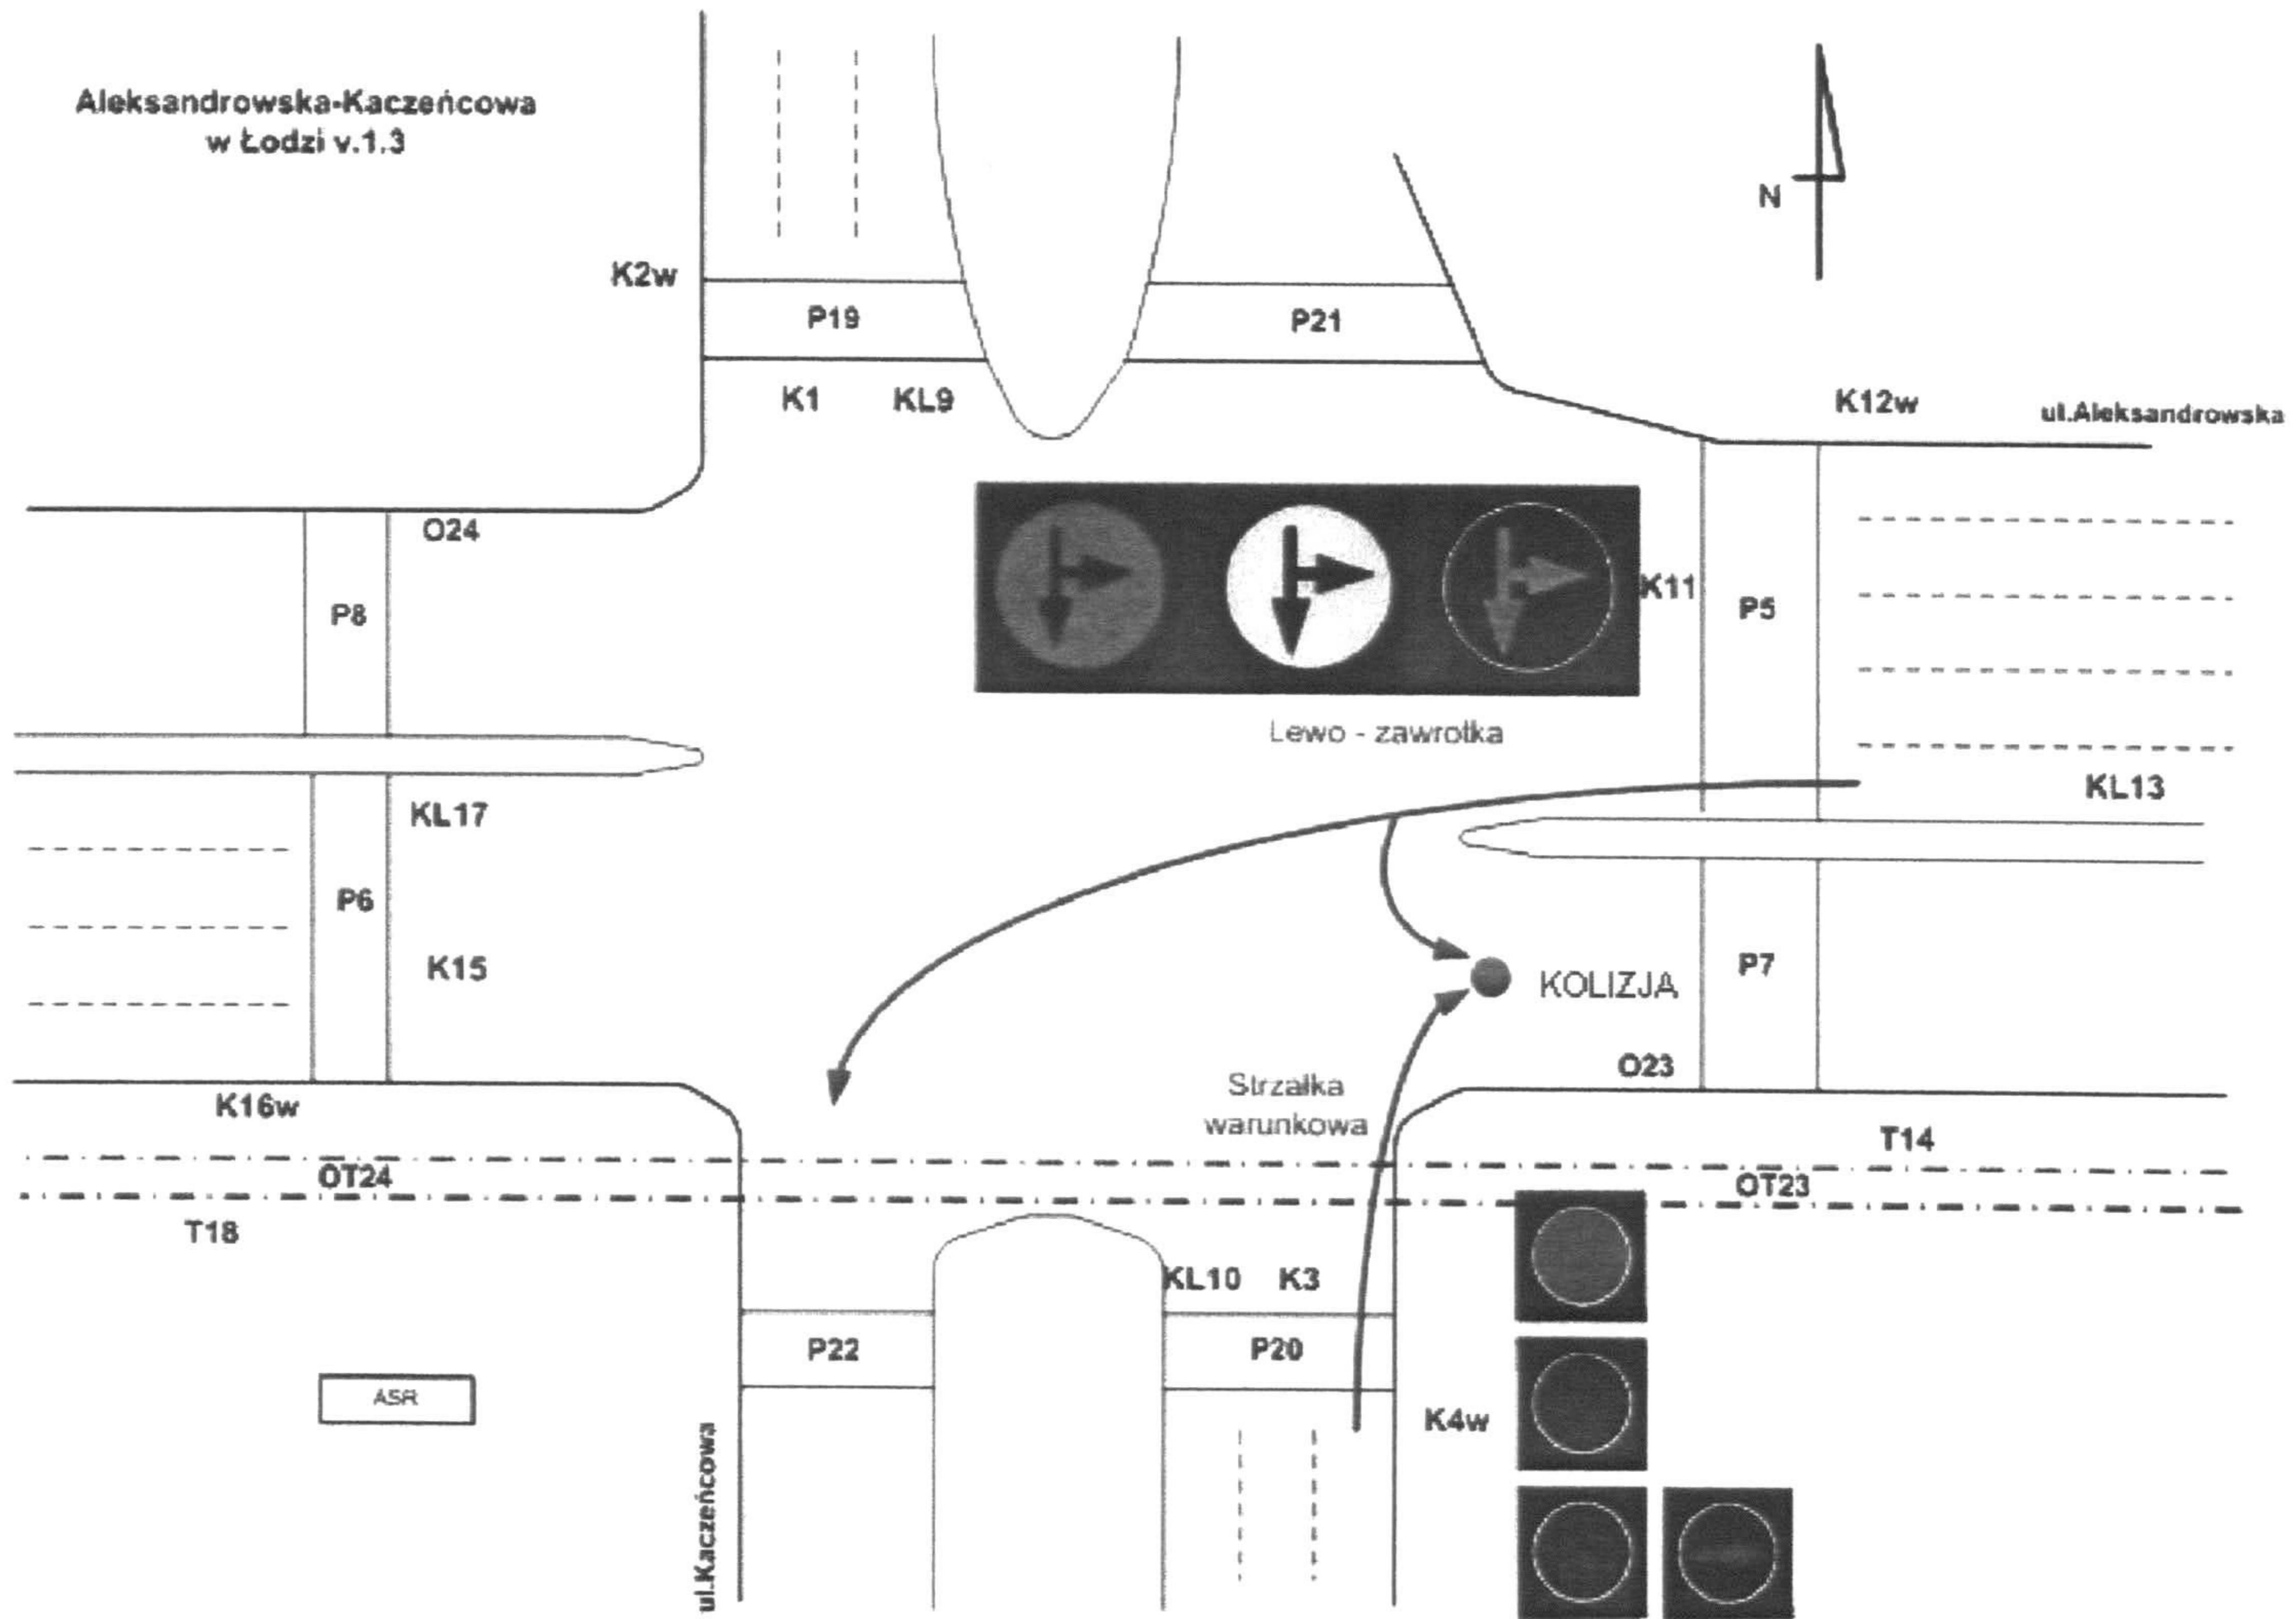 Aleksandrowska-Kaczeńcowa
w Łodzi v.1.3
N
K2w
P19
P21
K1
KL9
K12w
ul.Aleksandrowska
O24
K11
P5
P8
Lewo - zawrotka
KL13
KL17
P6
K15
P7
KOLIZJA
O23
Strzałka
warunkowa
K16w
T14
OT24
OT23
T18
KL10
K3
P22
P20
ASR
K4w
ul.Kaczeńcowa